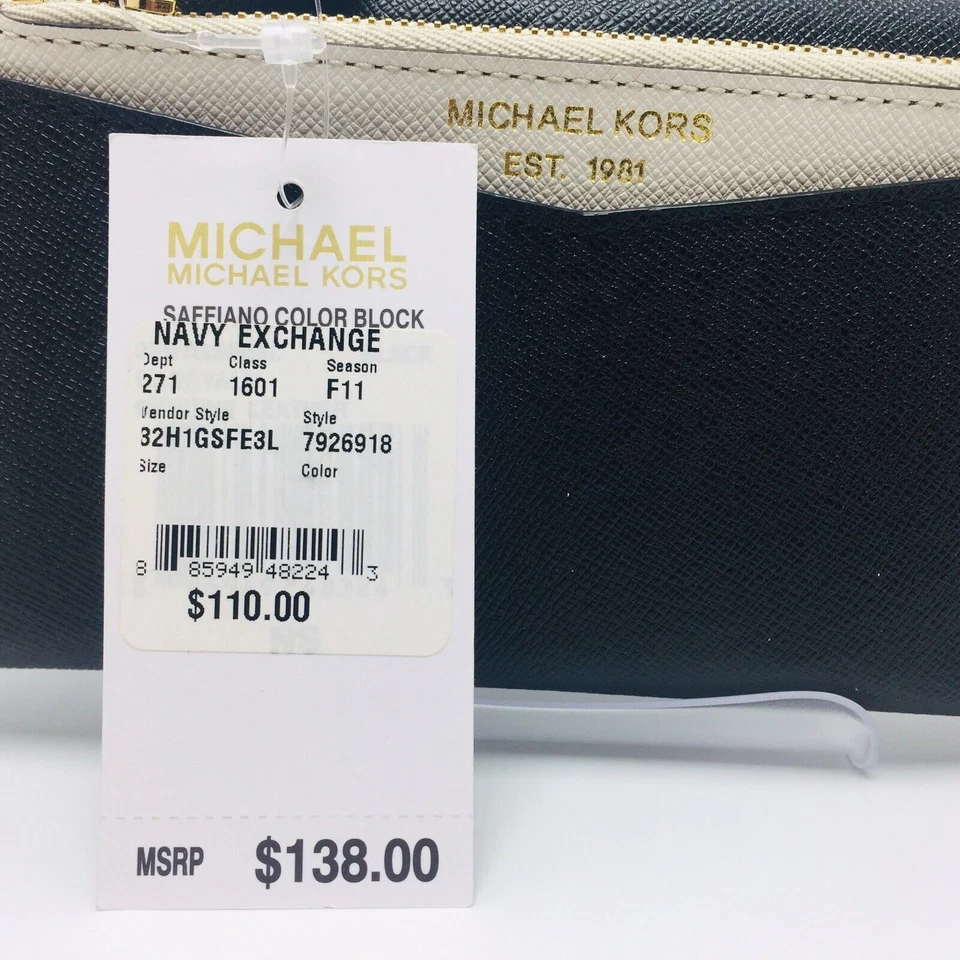 MICHAEL KORS
EST. 1981
MICHAEL
MICHAEL KORS
SAFFIANO COLOR BLOCK
NAVY EXCHANGE
Dept Class Season
271 1601 F11
Vendor Style Style
32H1GSFE3L 7926918
Size Color
8 85949 48224 3
$110.00
MSRP $138.00